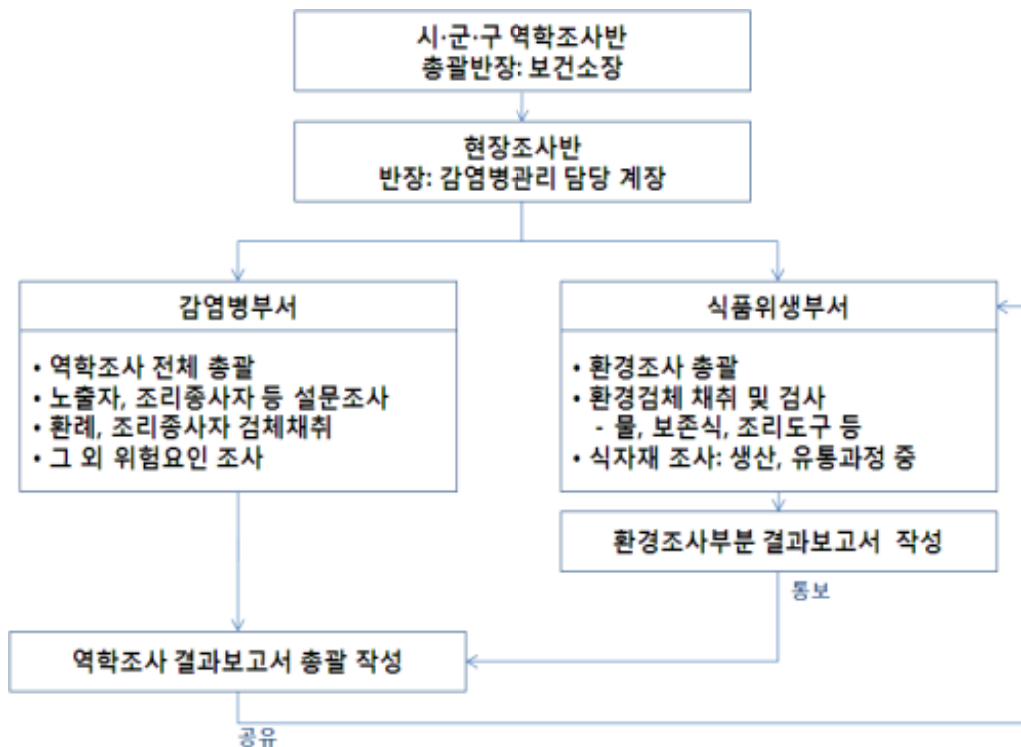 시·군·구 역학조사반
총괄반장: 보건소장
현장조사반
반장: 감염병관리 담당 계장
감염병부서
• 역학조사 전체 총괄
• 노출자, 조리종사자 등 설문조사
• 환례, 조리종사자 검체채취
• 그 외 위험요인 조사
식품위생부서
• 환경조사 총괄
• 환경검체 채취 및 검사
- 물, 보존식, 조리도구 등
• 식자재 조사: 생산, 유통과정 중
환경조사부분 결과보고서 작성
통보
역학조사 결과보고서 총괄 작성
공유